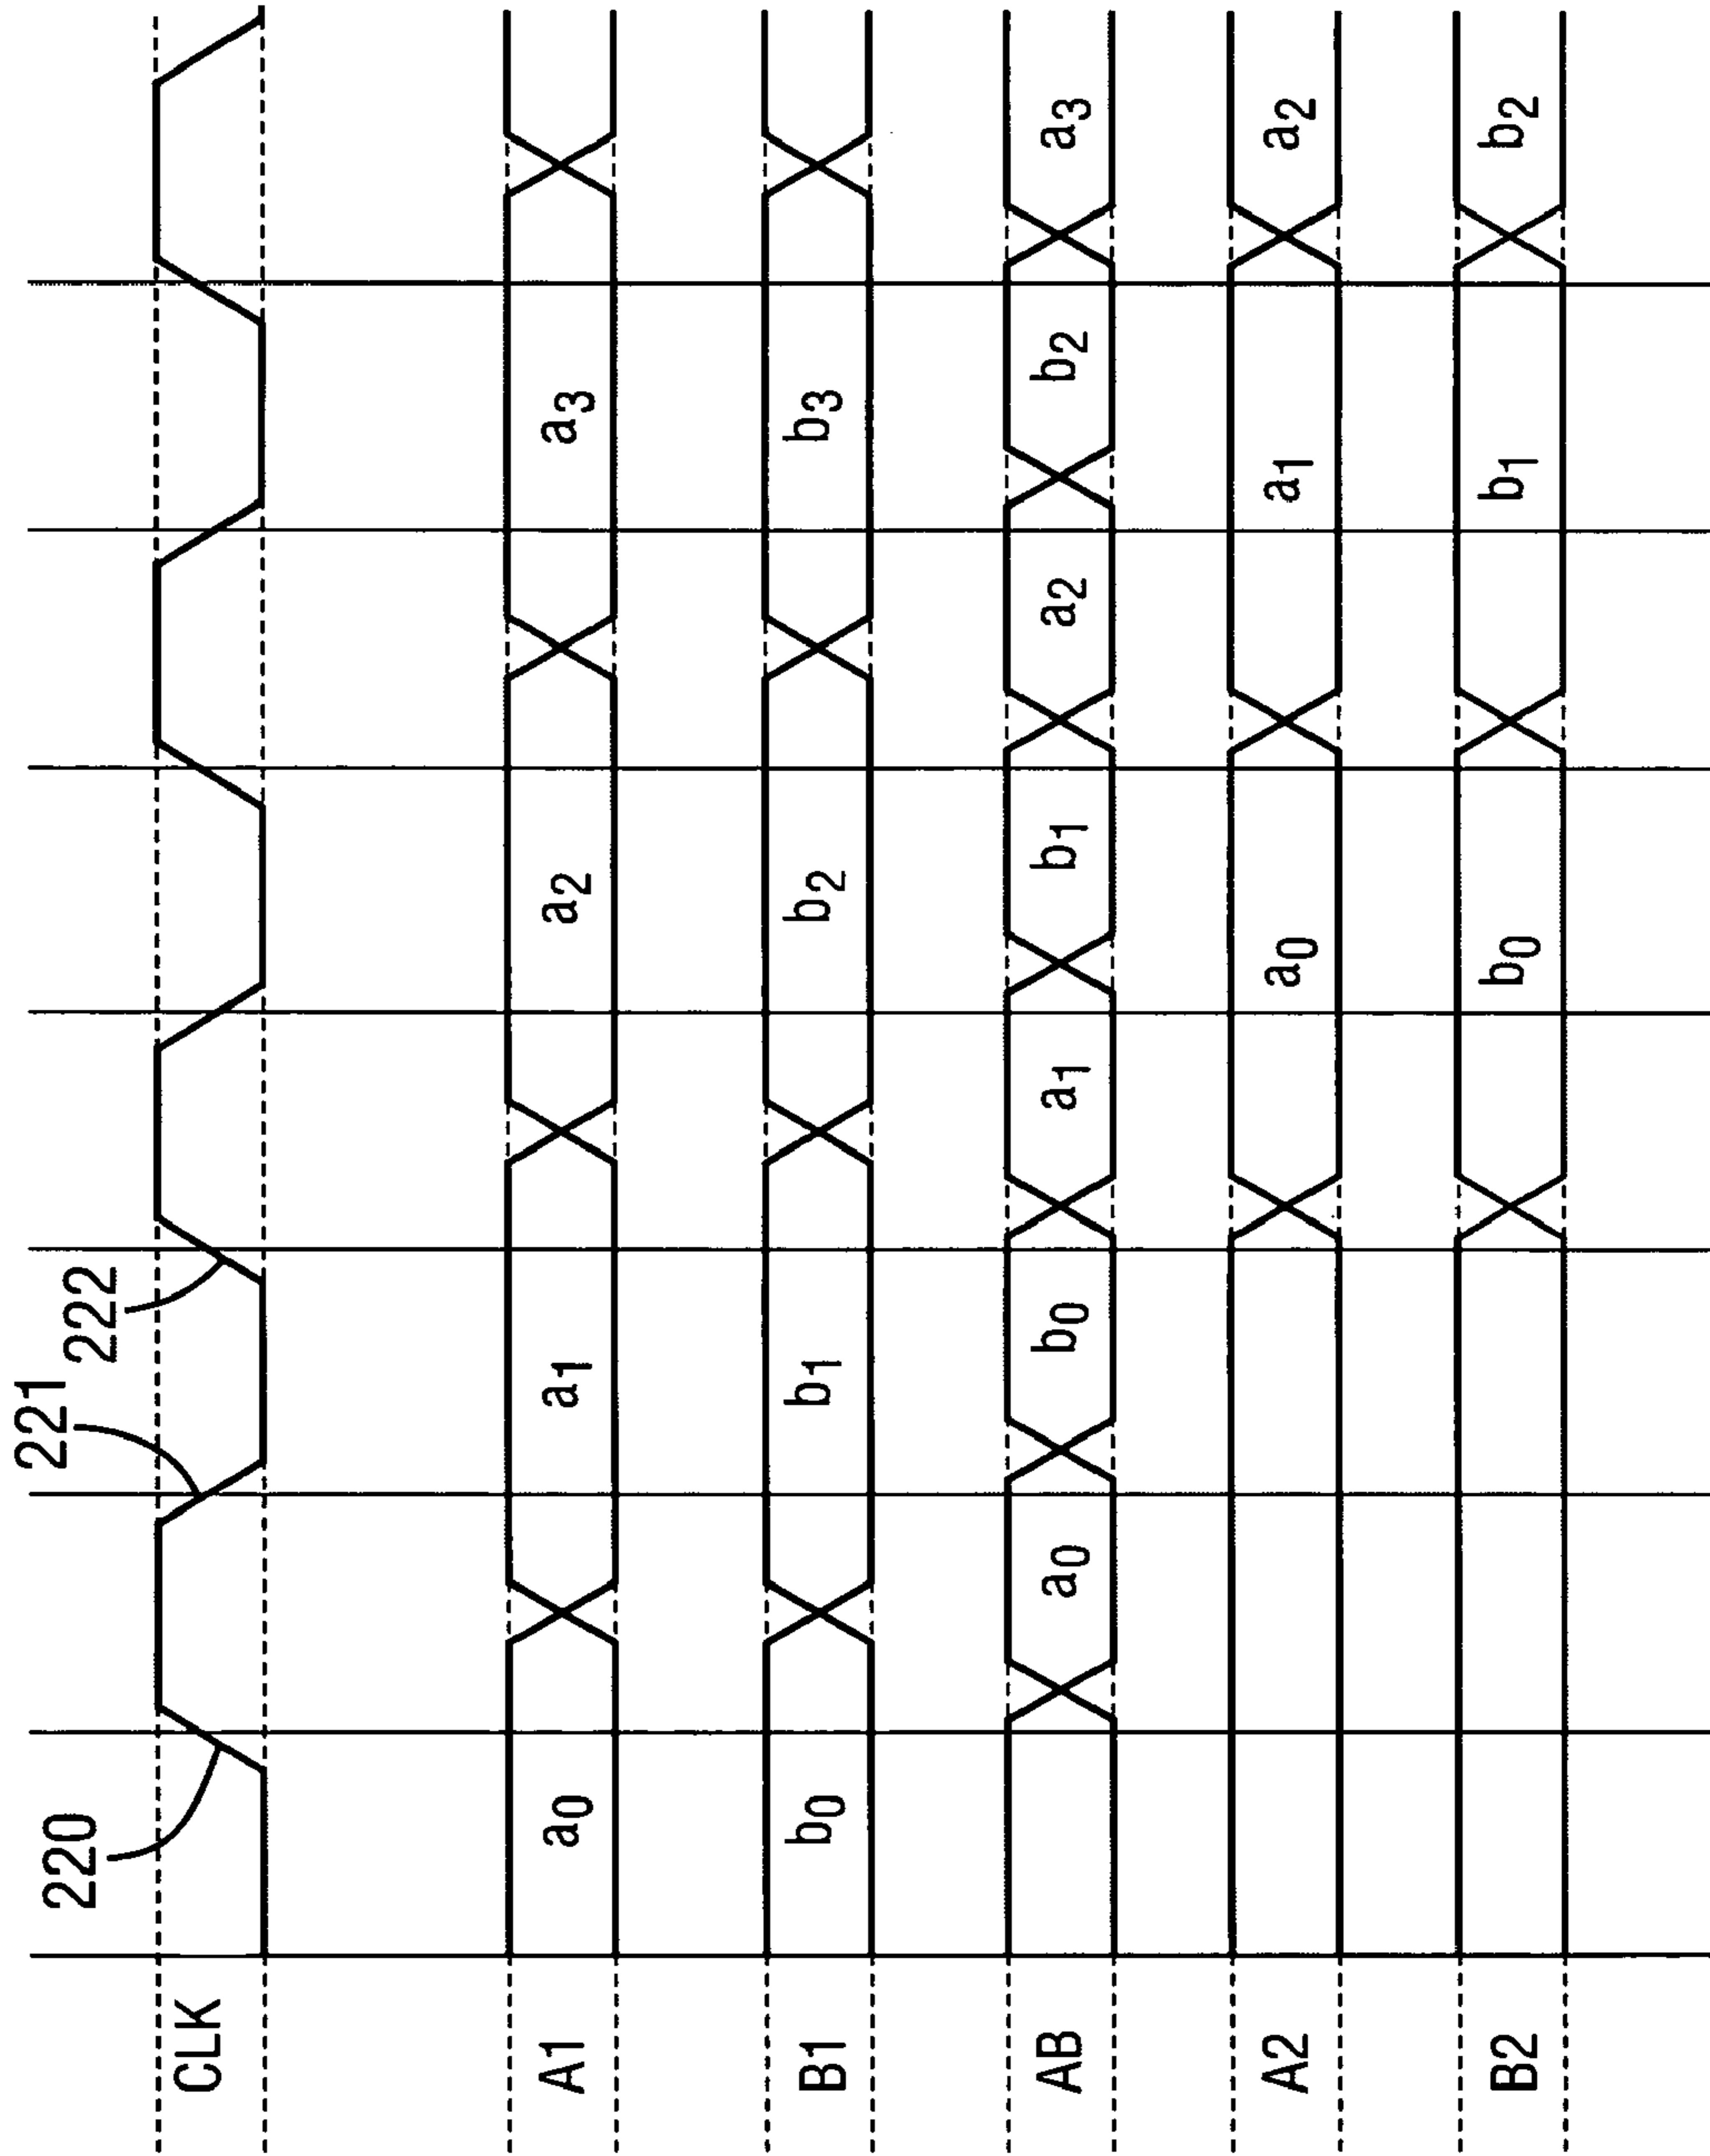 220
221
222
CLK
A1 a0 a1 a2 a3
B1 b0 b1 b2 b3
AB a0 b0 a1 b1 a2 b2 a3
A2 a0 a1 a2
B2 b0 b1 b2